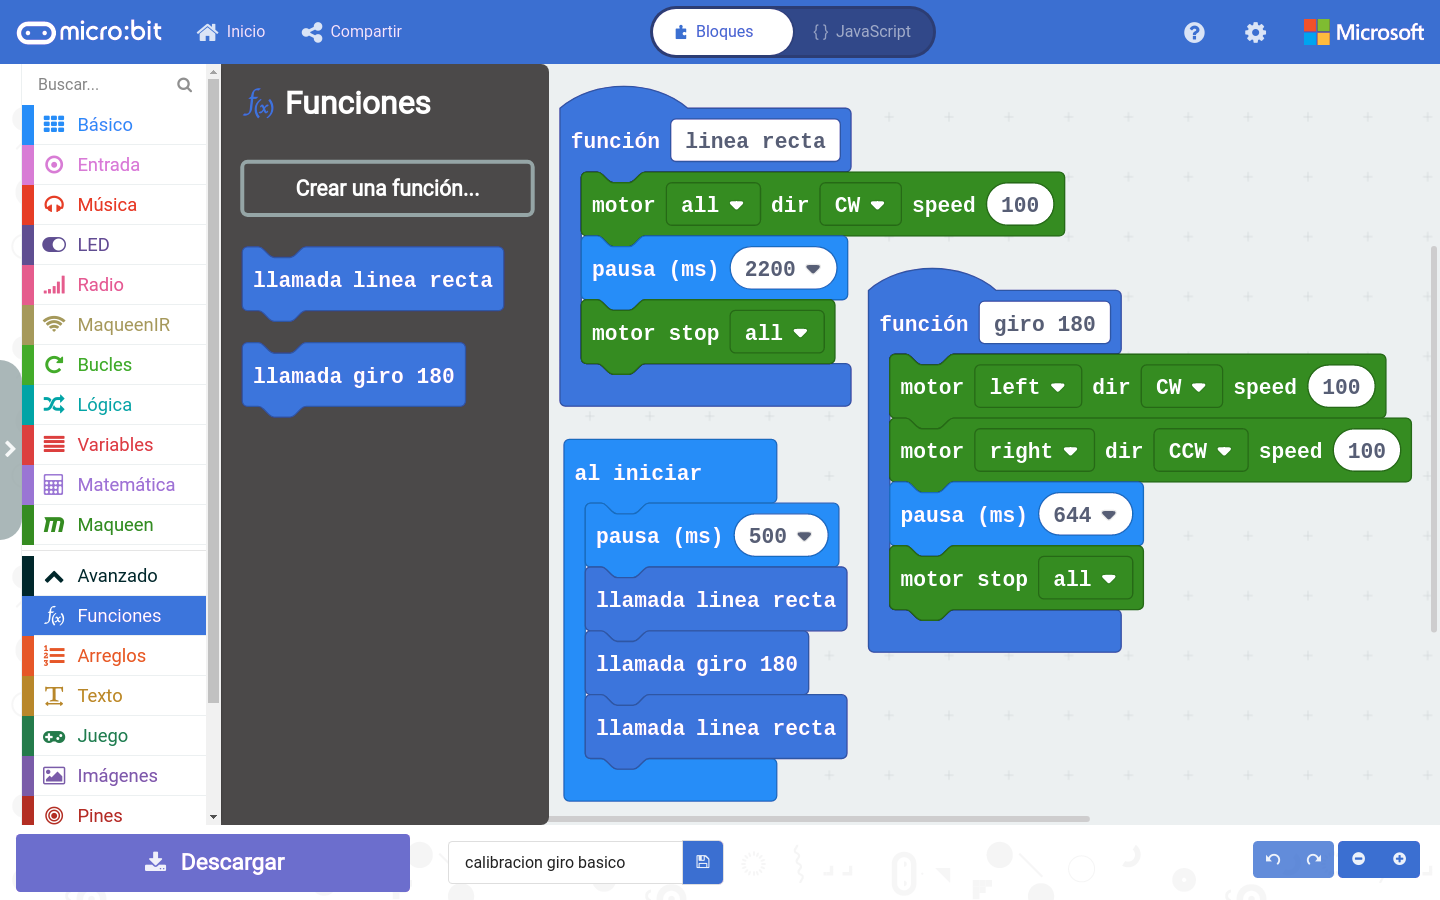 micro:bit
Inicio
Compartir
Bloques
{ } JavaScript
Microsoft
Buscar...
Básico
Entrada
Música
LED
Radio
MaqueenIR
Bucles
Lógica
Variables
Matemática
Maqueen
Avanzado
Funciones
Arreglos
Texto
Juego
Imágenes
Pines
f(x) Funciones
Crear una función...
llamada linea recta
llamada giro 180
función linea recta
motor all dir CW speed 100
pausa (ms) 2200
motor stop all
función giro 180
motor left dir CW speed 100
motor right dir CCW speed 100
pausa (ms) 644
motor stop all
al iniciar
pausa (ms) 500
llamada linea recta
llamada giro 180
llamada linea recta
Descargar
calibracion giro basico